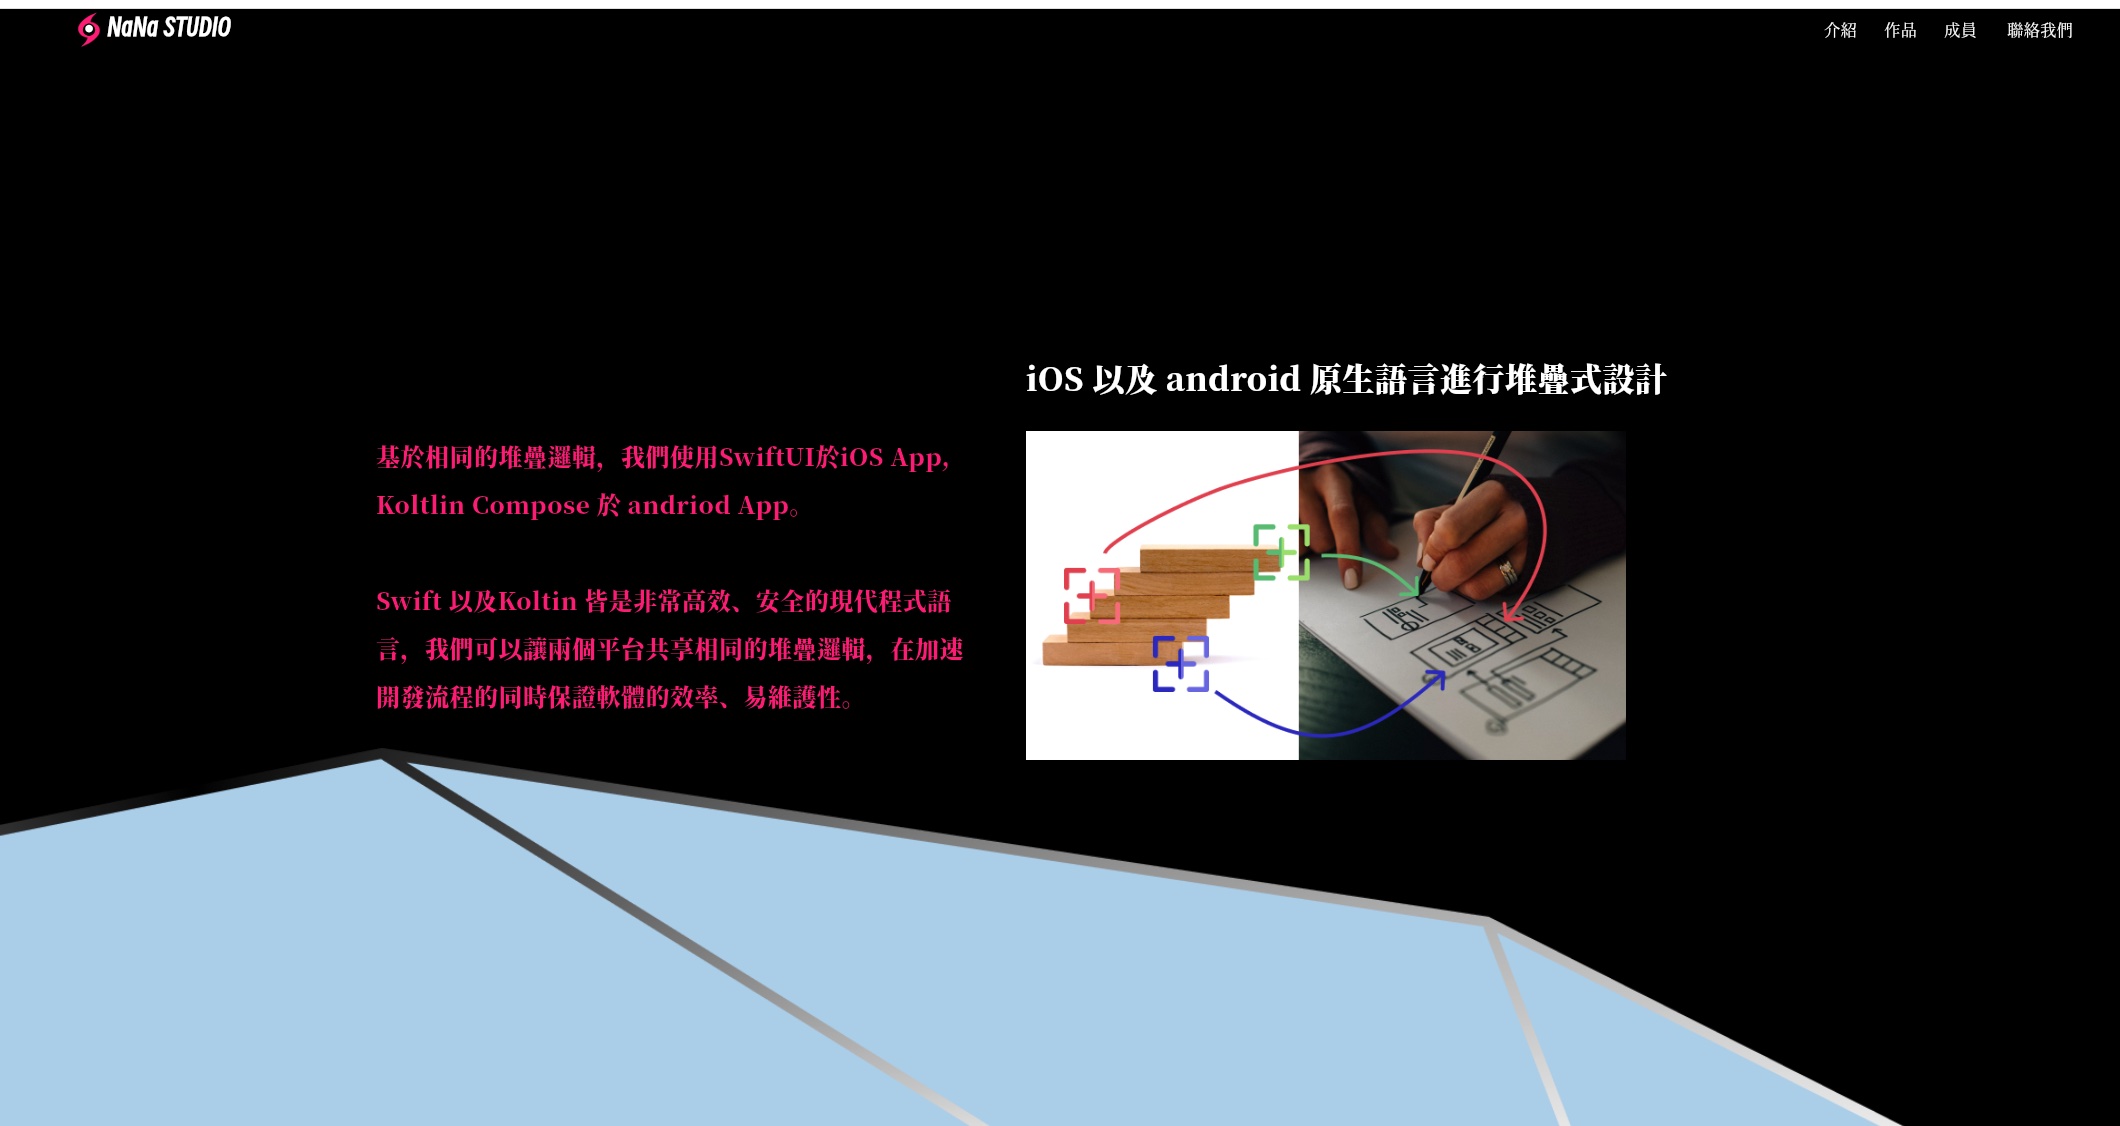 NaNa STUDIO
介紹 作品 成員 聯絡我們
iOS 以及 android 原生語言進行堆疊式設計
基於相同的堆疊邏輯，我們使用SwiftUI於iOS App,
Koltlin Compose 於 andriod App。
Swift 以及Koltin 皆是非常高效、安全的現代程式語
言，我們可以讓兩個平台共享相同的堆疊邏輯，在加速
開發流程的同時保證軟體的效率、易維護性。